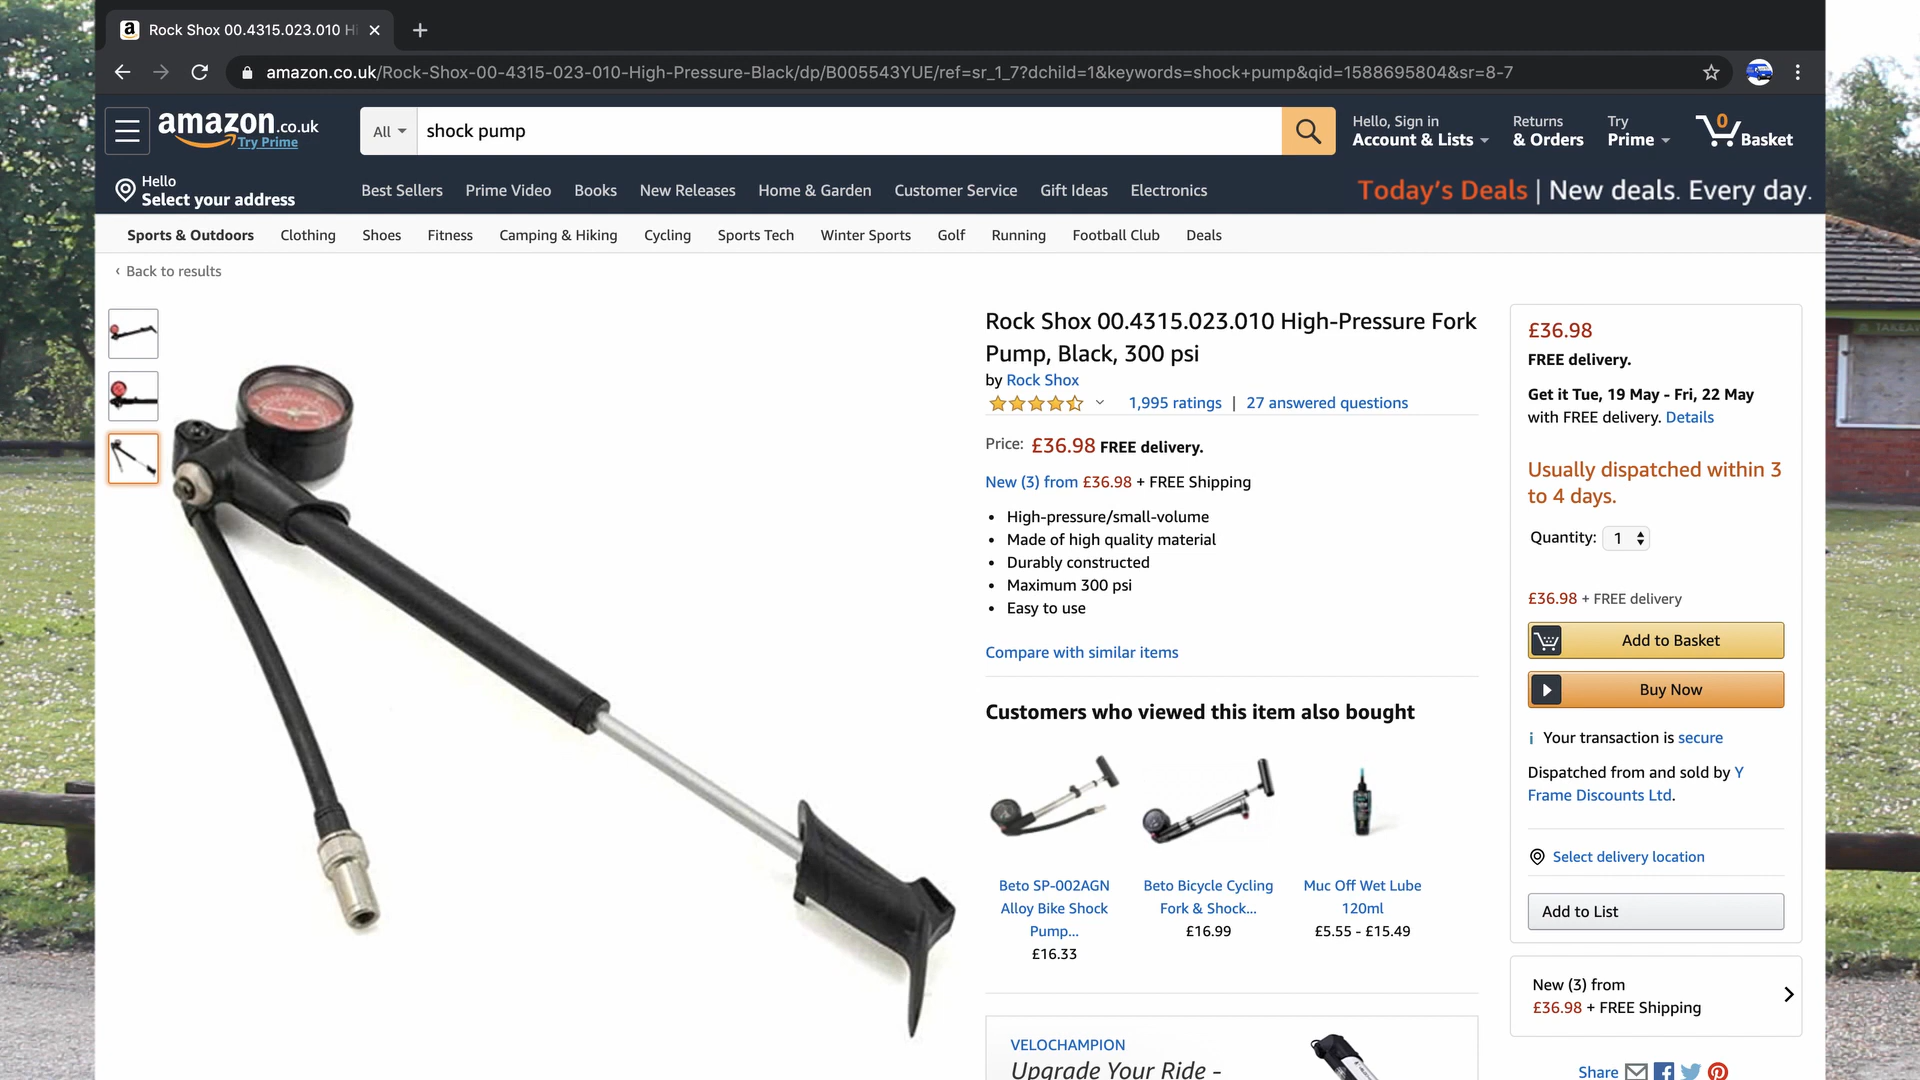 Rock Shox 00.4315.023.010 Hi
amazon.co.uk/Rock-Shox-00-4315-023-010-High-Pressure-Black/dp/B005543YUE/ref=sr_1_7?dchild=1&keywords=shock+pump&qid=1588695804&sr=8-7
amazon.co.uk
Try Prime
All
shock pump
Hello, Sign in
Account & Lists
Returns
& Orders
Try
Prime
0
Basket
Hello
Select your address
Best Sellers Prime Video Books New Releases Home & Garden Customer Service Gift Ideas Electronics
Today's Deals | New deals. Every day.
Sports & Outdoors Clothing Shoes Fitness Camping & Hiking Cycling Sports Tech Winter Sports Golf Running Football Club Deals
‹ Back to results
Rock Shox 00.4315.023.010 High-Pressure Fork
Pump, Black, 300 psi
by Rock Shox
1,995 ratings | 27 answered questions
Price: £36.98 FREE delivery.
New (3) from £36.98 + FREE Shipping
• High-pressure/small-volume
• Made of high quality material
• Durably constructed
• Maximum 300 psi
• Easy to use
Compare with similar items
Customers who viewed this item also bought
Beto SP-002AGN
Alloy Bike Shock
Pump...
£16.33
Beto Bicycle Cycling
Fork & Shock...
£16.99
Muc Off Wet Lube
120ml
£5.55 - £15.49
VELOCHAMPION
Upgrade Your Ride -
£36.98
FREE delivery.
Get it Tue, 19 May - Fri, 22 May
with FREE delivery. Details
Usually dispatched within 3
to 4 days.
Quantity: 1
£36.98 + FREE delivery
Add to Basket
Buy Now
Your transaction is secure
Dispatched from and sold by Y
Frame Discounts Ltd.
Select delivery location
Add to List
New (3) from
£36.98 + FREE Shipping
Share